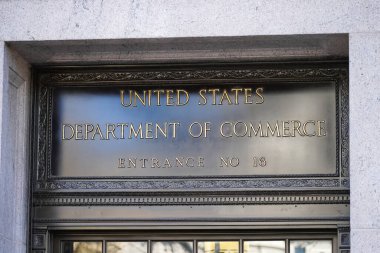 UNITED STATES
DEPARTMENT OF COMMERCE
ENTRANCE NO 18